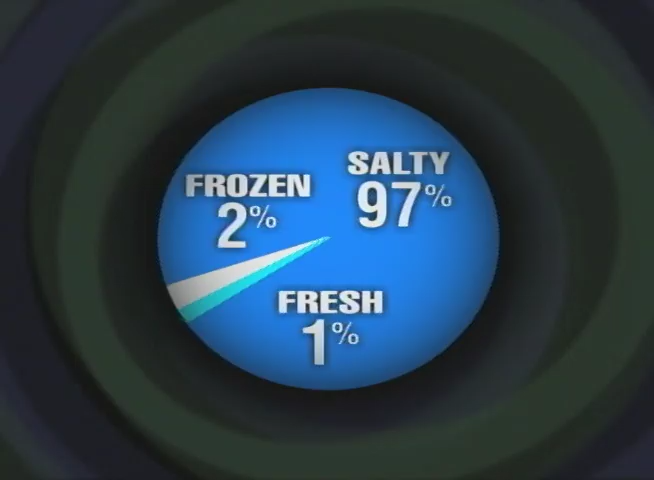 SALTY
97%
FROZEN
2%
FRESH
1%